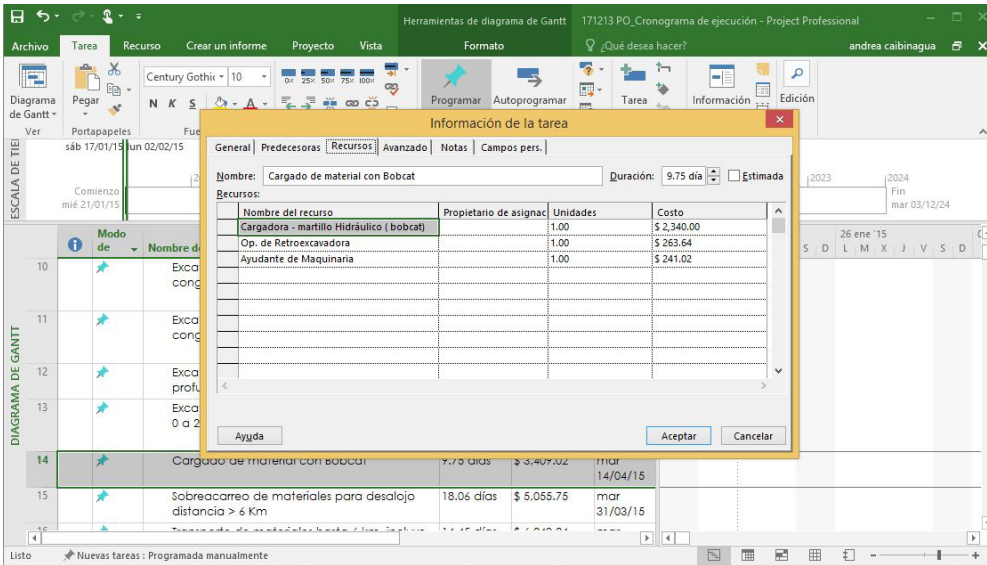 Herramientas de diagrama de Gantt 171213 PO_Cronograma de ejecución - Project Professional
Archivo Tarea Recurso Crear un informe Proyecto Vista Formato ¿Qué desea hacer? andrea caibinagua
Century Gothic 10
0× 25× 50× 75× 100×
N K S A
Diagrama de Gantt
Pegar
Programar Autoprogramar
Tarea
Información
Edición
Ver Portapapeles Fue
ESCALA DE TIE
sáb 17/01/15 lun 02/02/15
Comienzo
mié 21/01/15
2023 2024
Fin
mar 03/12/24
Información de la tarea
General Predecesoras Recursos Avanzado Notas Campos pers.
Nombre: Cargado de material con Bobcat Duración: 9.75 día Estimada
Recursos:
Nombre del recurso Propietario de asignac Unidades Costo
Cargadora - martillo Hidráulico ( bobcat) 1.00 $ 2,340.00
Op. de Retroexcavadora 1.00 $ 263.64
Ayudante de Maquinaria 1.00 $ 241.02
Ayuda Aceptar Cancelar
DIAGRAMA DE GANTT
Modo de Nombre de
26 ene '15
S D L M X J V S D
10 Exca
cong
11 Exca
cong
12 Exca
profu
13 Exca
0 a 2
14 Cargado de material con Bobcat 9.75 días $ 3,409.02 mar
14/04/15
15 Sobreacarreo de materiales para desalojo 18.06 días $ 5,055.75 mar
distancia > 6 Km 31/03/15
Listo Nuevas tareas : Programada manualmente